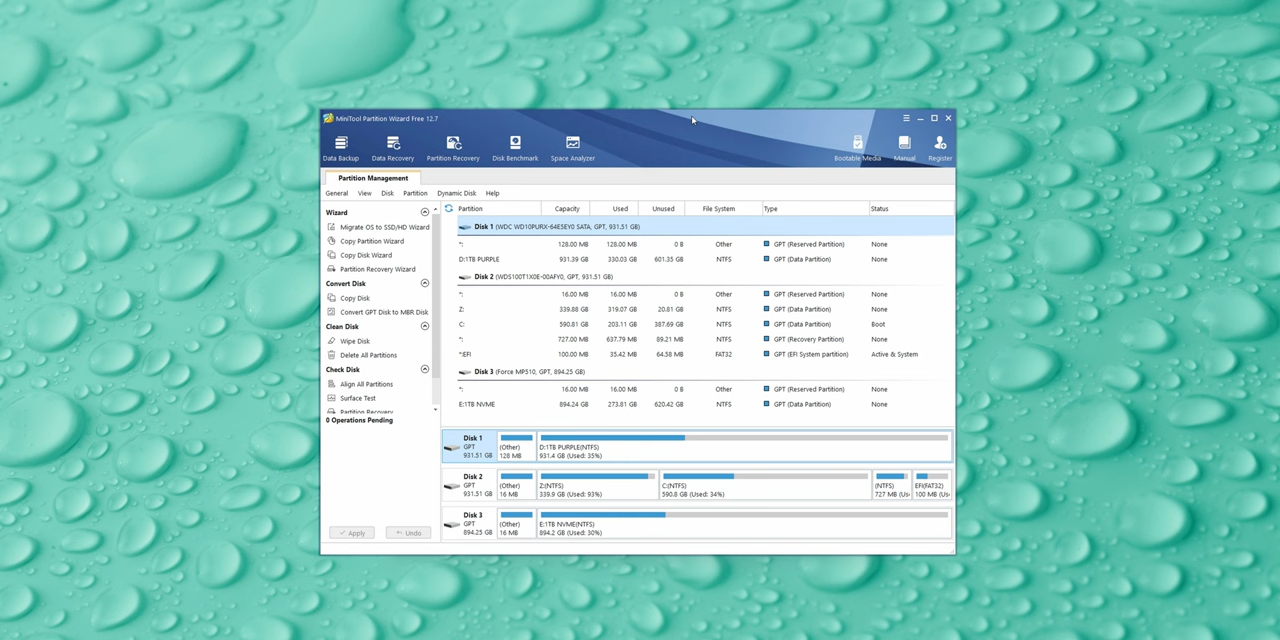 MiniTool Partition Wizard Free 12.7
Data Backup Data Recovery Partition Recovery Disk Benchmark Space Analyzer Bootable Media Manual Register
Partition Management
General View Disk Partition Dynamic Disk Help
Wizard
Migrate OS to SSD/HD Wizard
Copy Partition Wizard
Copy Disk Wizard
Partition Recovery Wizard
Convert Disk
Copy Disk
Convert GPT Disk to MBR Disk
Clean Disk
Wipe Disk
Delete All Partitions
Check Disk
Align All Partitions
Surface Test
Partition Recovery
0 Operations Pending
Apply Undo
Partition Capacity Used Unused File System Type Status
Disk 1 (WDC WD10PURX-64E5EY0 SATA, GPT, 931.51 GB)
*: 128.00 MB 128.00 MB 0 B Other GPT (Reserved Partition) None
D:1TB PURPLE 931.39 GB 330.03 GB 601.35 GB NTFS GPT (Data Partition) None
Disk 2 (WDS100T1X0E-00AFY0, GPT, 931.51 GB)
*: 16.00 MB 16.00 MB 0 B Other GPT (Reserved Partition) None
Z: 339.88 GB 319.07 GB 20.81 GB NTFS GPT (Data Partition) None
C: 590.81 GB 203.11 GB 387.69 GB NTFS GPT (Data Partition) Boot
*: 727.00 MB 637.79 MB 89.21 MB NTFS GPT (Recovery Partition) None
*:EFI 100.00 MB 35.42 MB 64.58 MB FAT32 GPT (EFI System partition) Active & System
Disk 3 (Force MP510, GPT, 894.25 GB)
*: 16.00 MB 16.00 MB 0 B Other GPT (Reserved Partition) None
E:1TB NVME 894.24 GB 273.81 GB 620.42 GB NTFS GPT (Data Partition) None
Disk 1
GPT (Other) D:1TB PURPLE(NTFS)
931.51 GB 128 MB 931.4 GB (Used: 35%)
Disk 2
GPT (Other) Z:(NTFS) C:(NTFS) (NTFS) EFI(FAT32)
931.51 GB 16 MB 339.9 GB (Used: 93%) 590.8 GB (Used: 34%) 727 MB (Us 100 MB (Us
Disk 3
GPT (Other) E:1TB NVME(NTFS)
894.25 GB 16 MB 894.2 GB (Used: 30%)